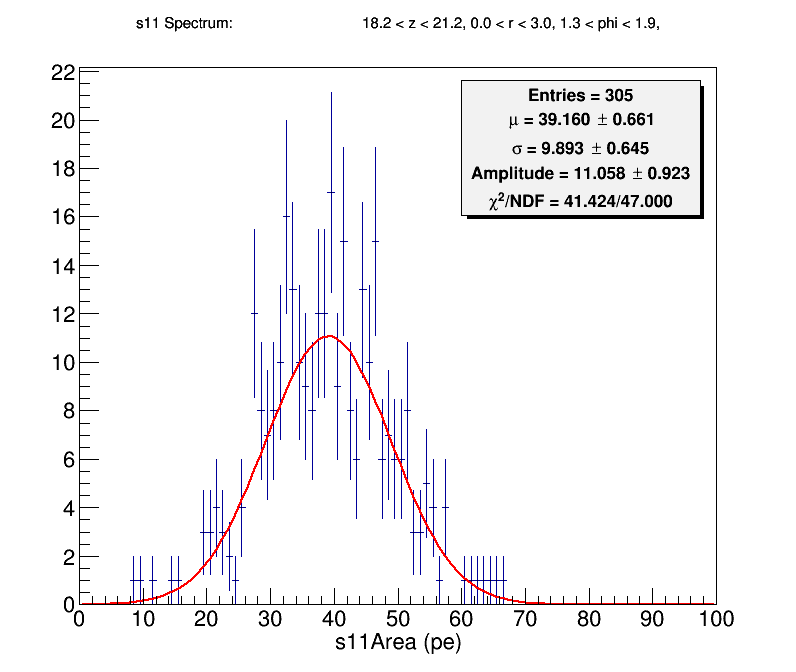 s11 Spectrum: 18.2 < z < 21.2, 0.0 < r < 3.0, 1.3 < phi < 1.9,
Entries = 305
μ = 39.160 ± 0.661
σ = 9.893 ± 0.645
Amplitude = 11.058 ± 0.923
χ²/NDF = 41.424/47.000
22
20
18
16
14
12
10
8
6
4
2
0
0 10 20 30 40 50 60 70 80 90 100
s11Area (pe)